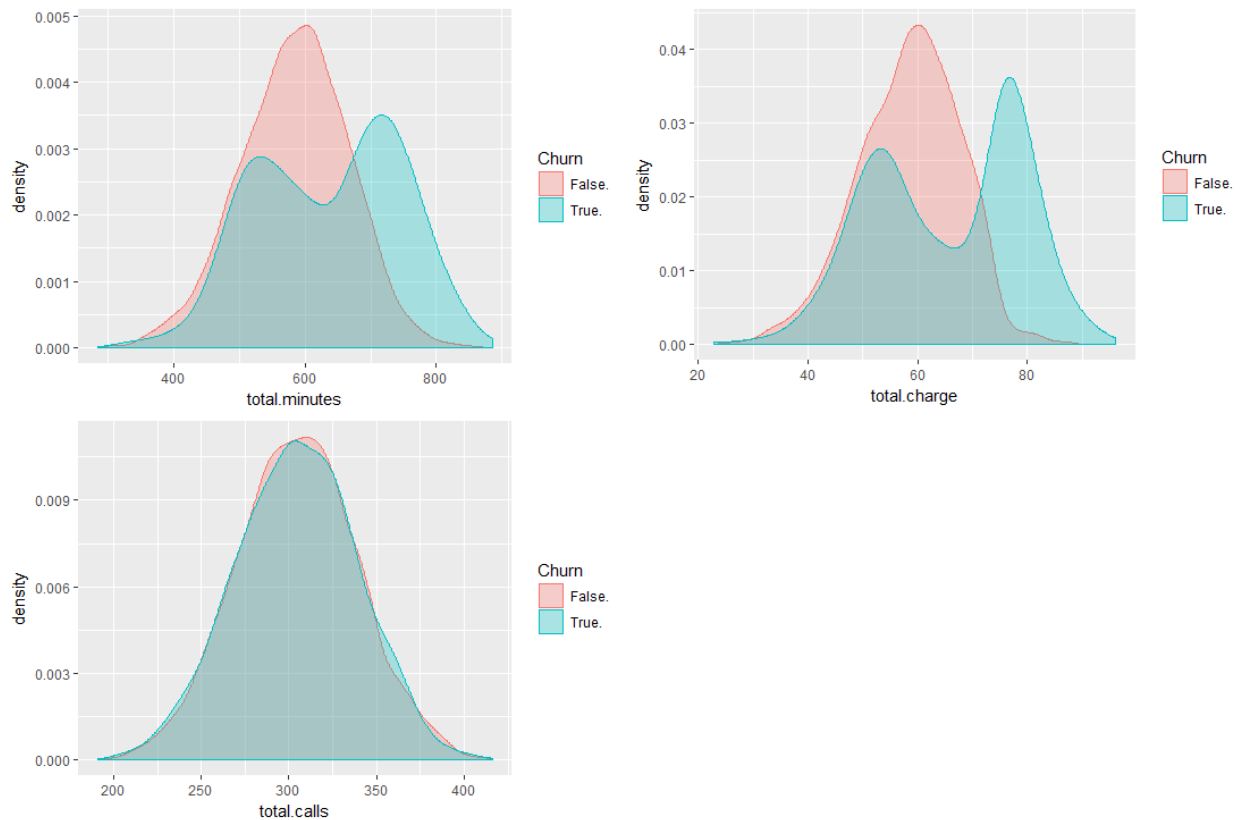 0.005
0.004
0.003
0.002
0.001
0.000
density
400
600
800
total.minutes
Churn
False.
True.
0.04
0.03
0.02
0.01
0.00
density
20
40
60
80
total.charge
Churn
False.
True.
0.009
0.006
0.003
0.000
density
200
250
300
350
400
total.calls
Churn
False.
True.